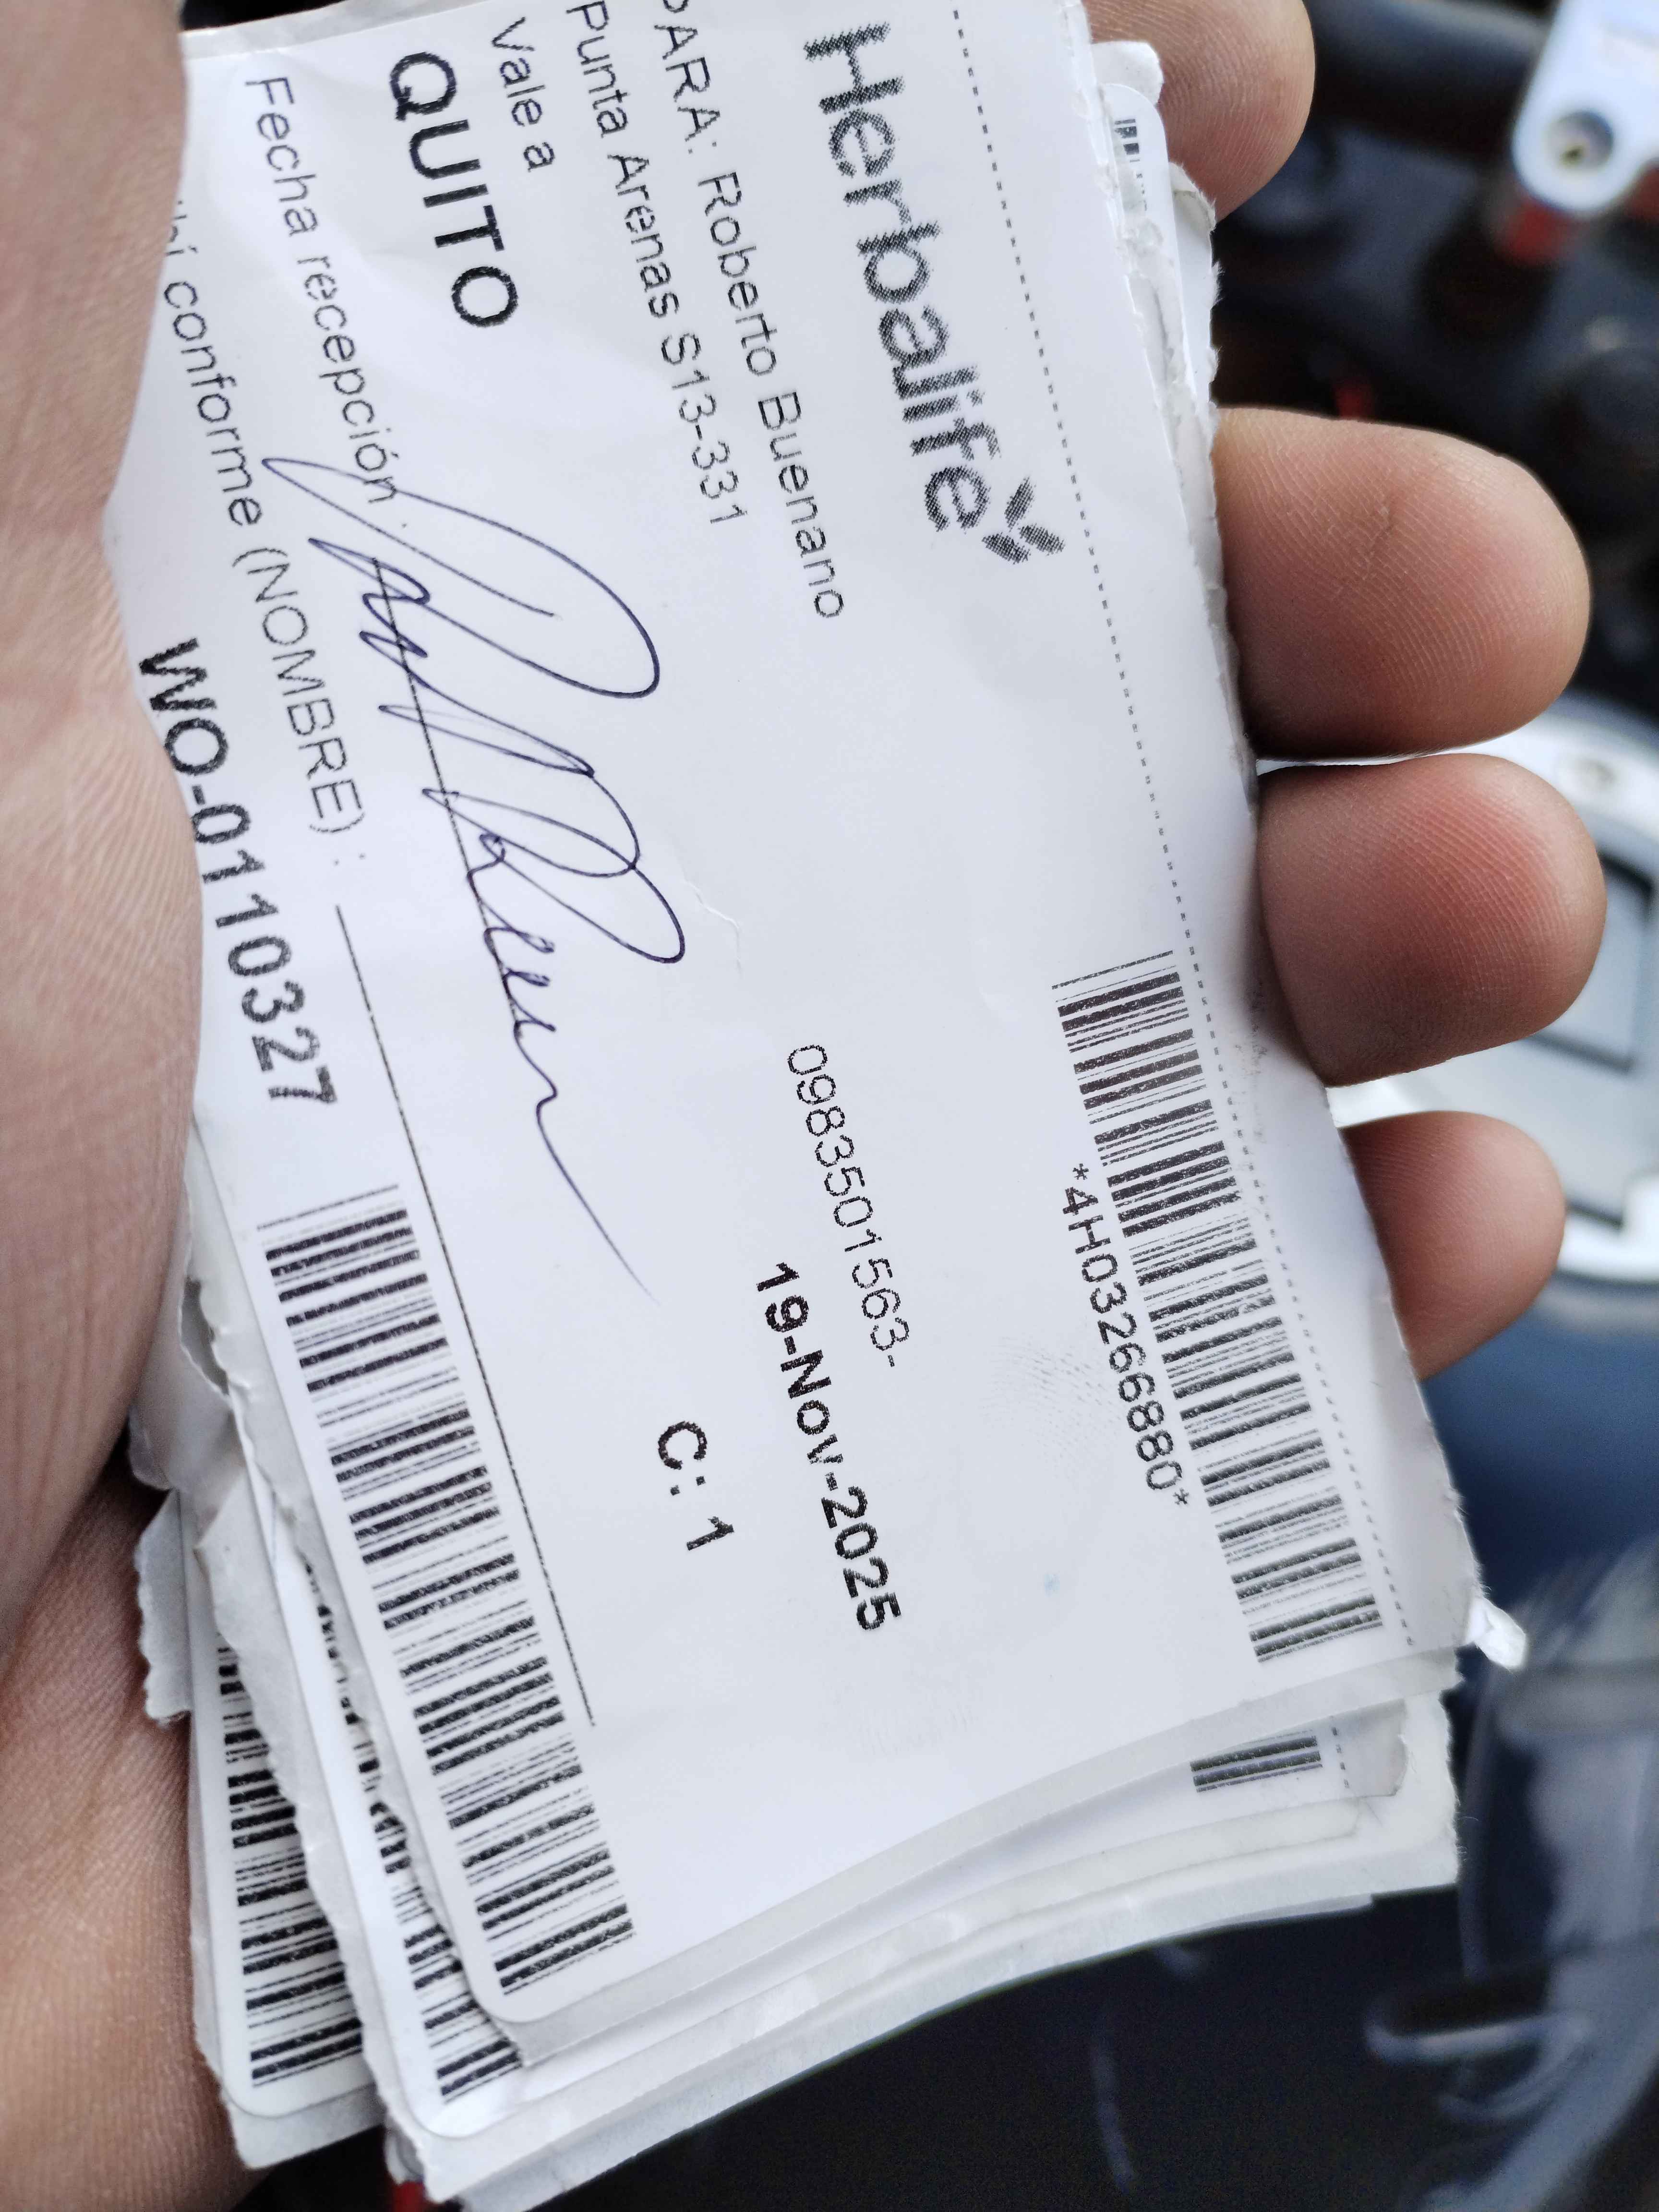 Herbalife
*4H03266880*
PARA: Roberto Buenano
0983501563-
Punta Arenas S13-331
19-Nov-2025
Vale a
QUITO
C: 1
Fecha recepción :
conforme (NOMBRE) :
WO-0110327